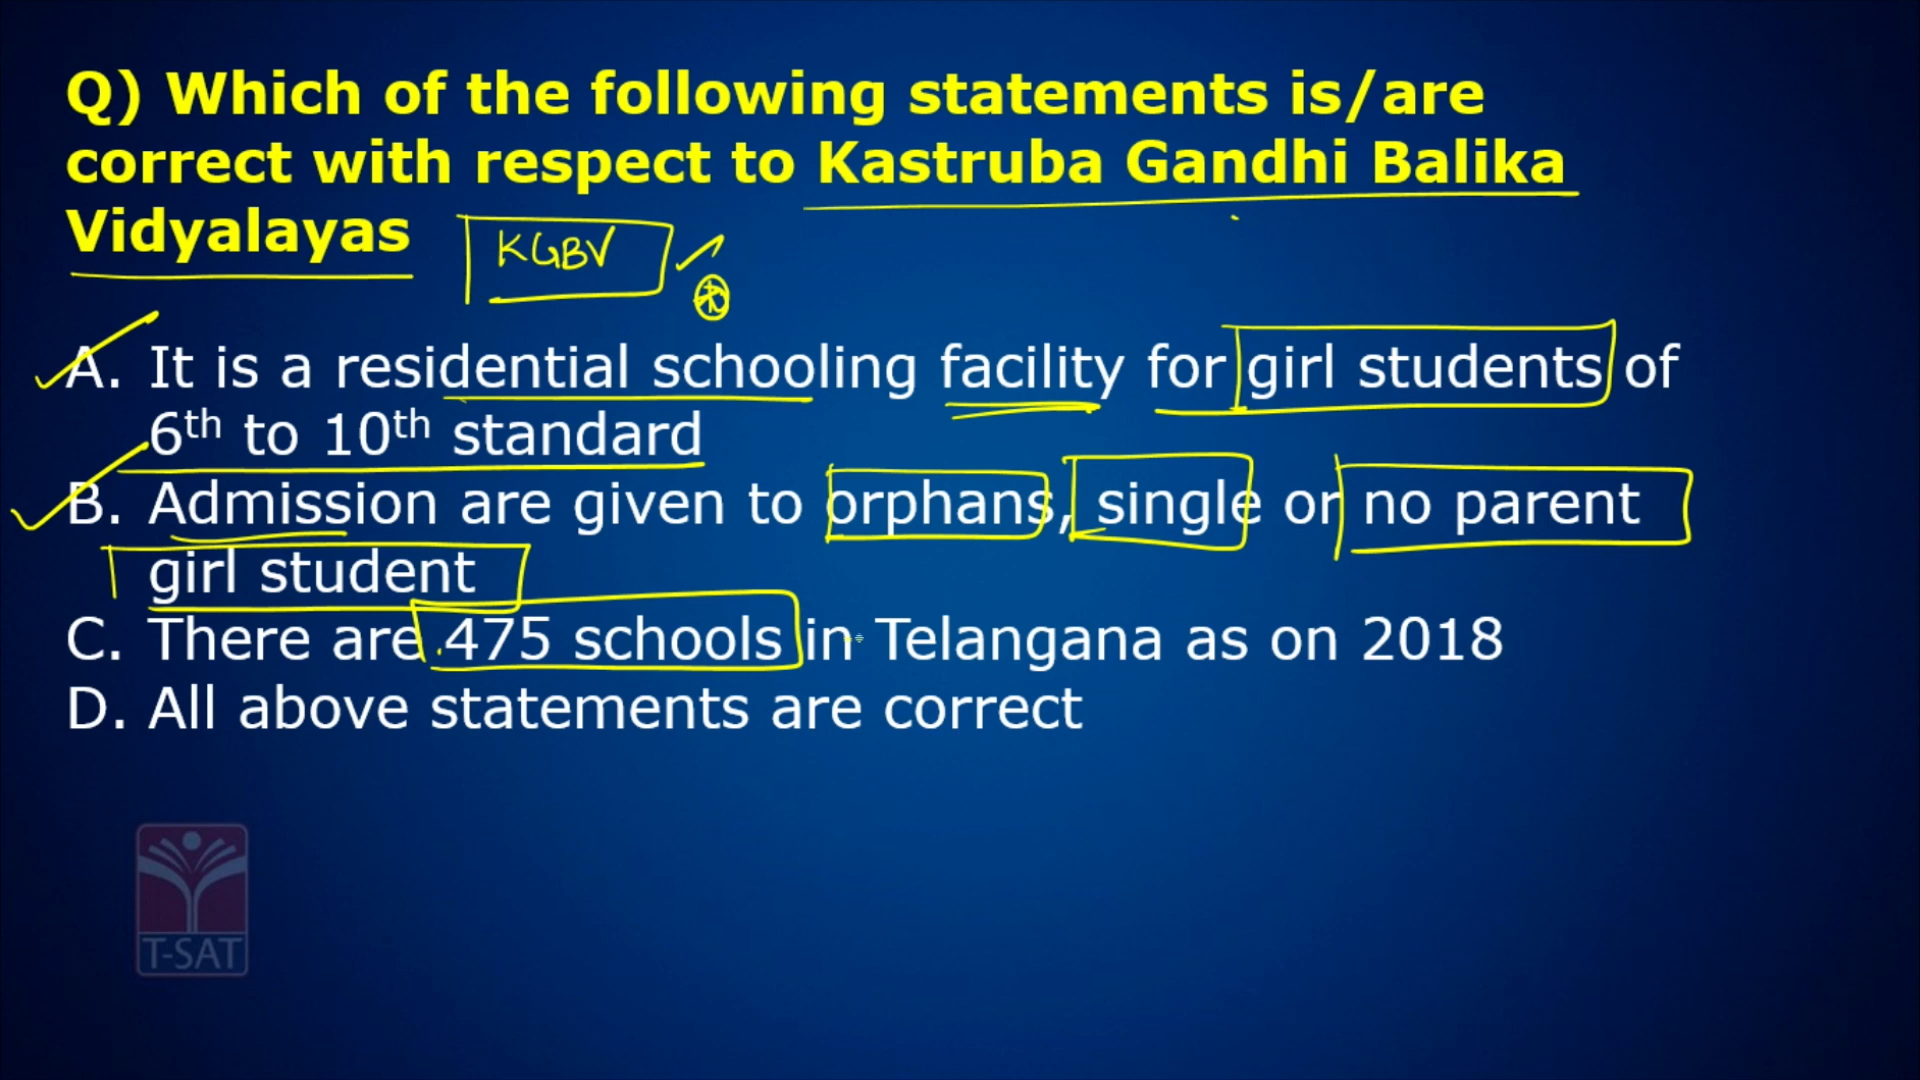 Q) Which of the following statements is/are
correct with respect to Kastruba Gandhi Balika
Vidyalayas
KGBV
A. It is a residential schooling facility for girl students of
6th to 10th standard
B. Admission are given to orphans, single or no parent
girl student
C. There are 475 schools in Telangana as on 2018
D. All above statements are correct
T-SAT